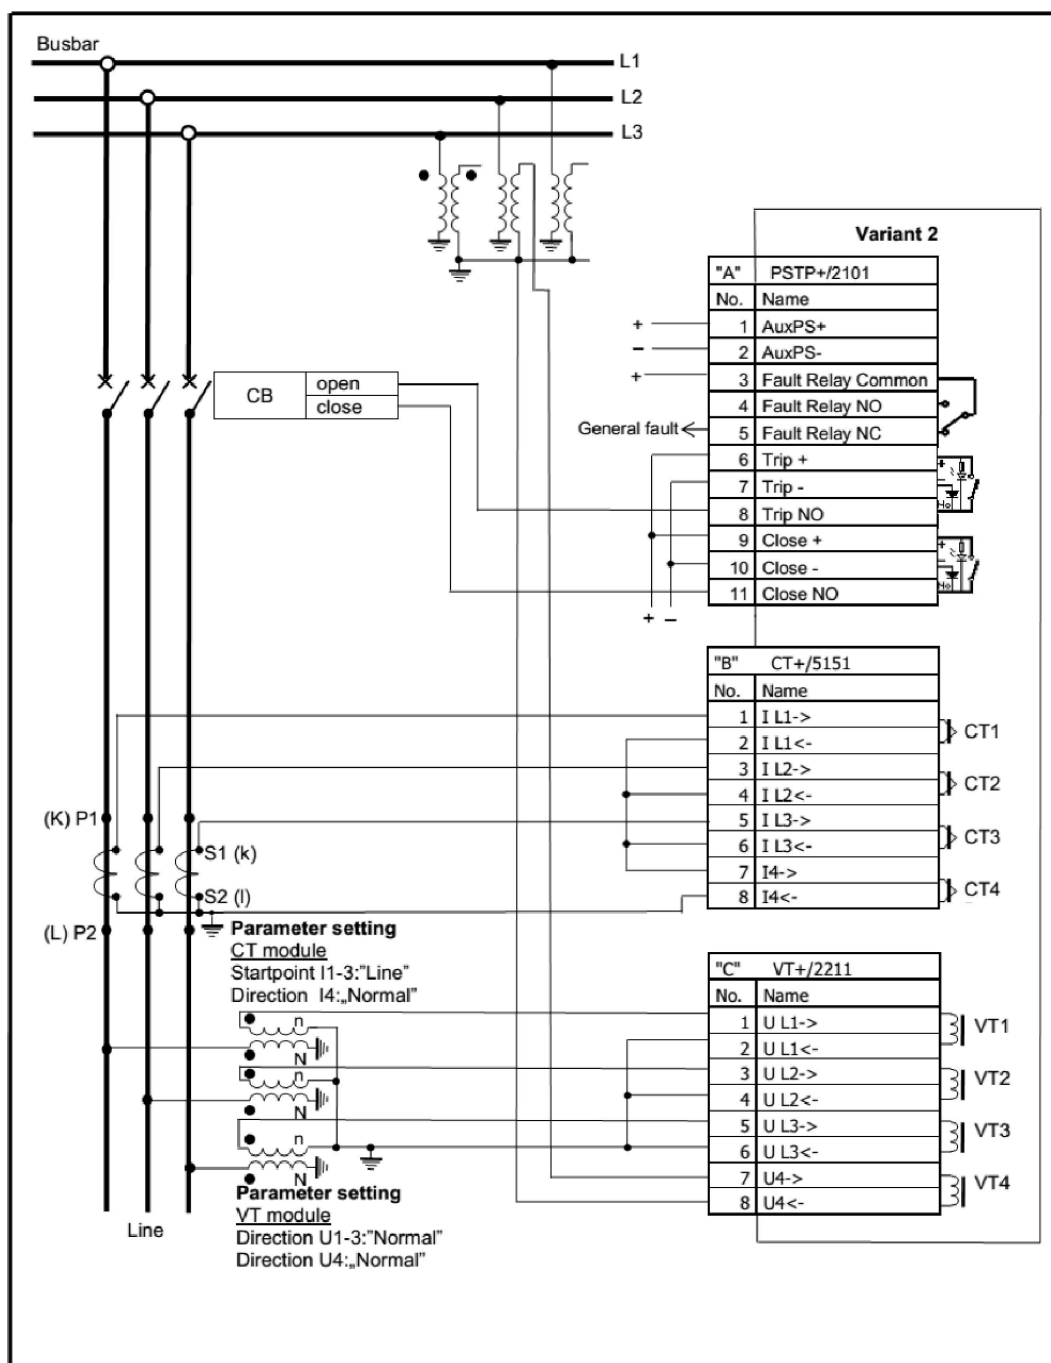 Busbar
L1
L2
L3
Variant 2
"A" PSTP+/2101
No. Name
+ 1 AuxPS+
− 2 AuxPS-
+ 3 Fault Relay Common
4 Fault Relay NO
General fault 5 Fault Relay NC
6 Trip +
7 Trip -
8 Trip NO
9 Close +
10 Close -
11 Close NO
+ −
CB open
close
"B" CT+/5151
No. Name
1 I L1->
2 I L1<-
3 I L2->
4 I L2<-
5 I L3->
6 I L3<-
7 I4->
8 I4<-
CT1
CT2
CT3
CT4
(K) P1
S1 (k)
S2 (l)
(L) P2
Parameter setting
CT module
Startpoint I1-3:"Line"
Direction I4:„Normal"
"C" VT+/2211
No. Name
1 U L1->
2 U L1<-
3 U L2->
4 U L2<-
5 U L3->
6 U L3<-
7 U4->
8 U4<-
VT1
VT2
VT3
VT4
n
N
n
N
n
N
Parameter setting
VT module
Direction U1-3:"Normal"
Direction U4:„Normal"
Line